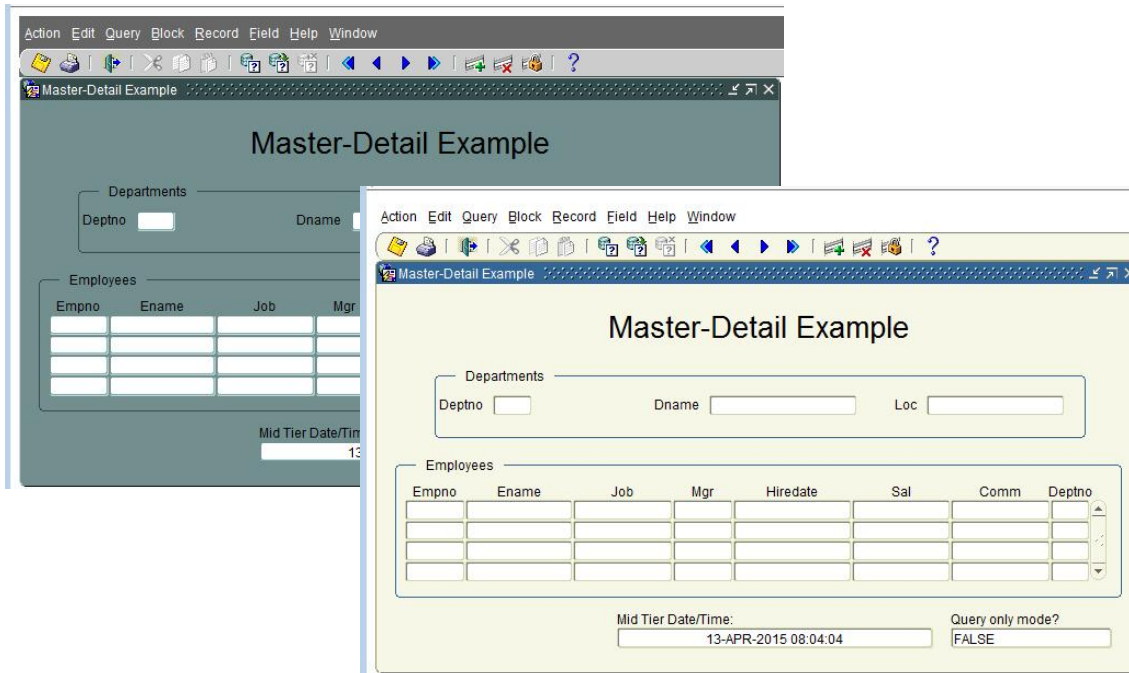 Action Edit Query Block Record Field Help Window
Master-Detail Example
Master-Detail Example
Departments
Deptno Dname
Employees
Empno Ename Job Mgr
Mid Tier Date/Tim
13
Action Edit Query Block Record Field Help Window
Master-Detail Example
Master-Detail Example
Departments
Deptno Dname Loc
Employees
Empno Ename Job Mgr Hiredate Sal Comm Deptno
Mid Tier Date/Time: Query only mode?
13-APR-2015 08:04:04 FALSE